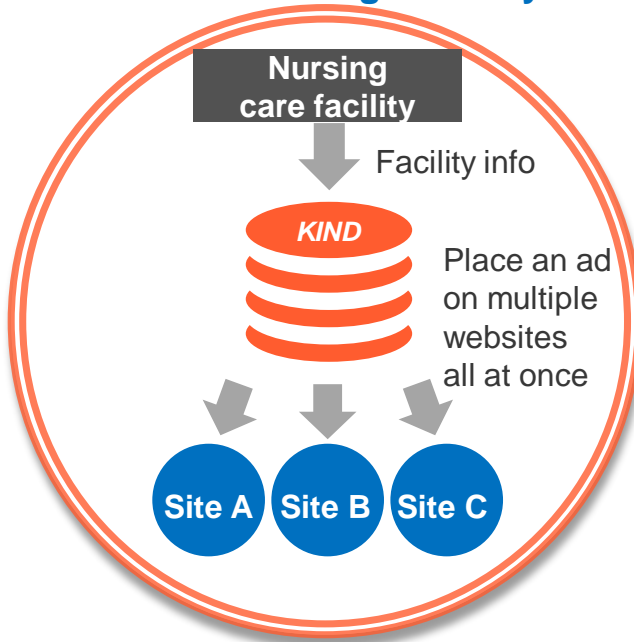 Nursing
care facility
Facility info
KIND
Place an ad
on multiple
websites
all at once
Site A
Site B
Site C